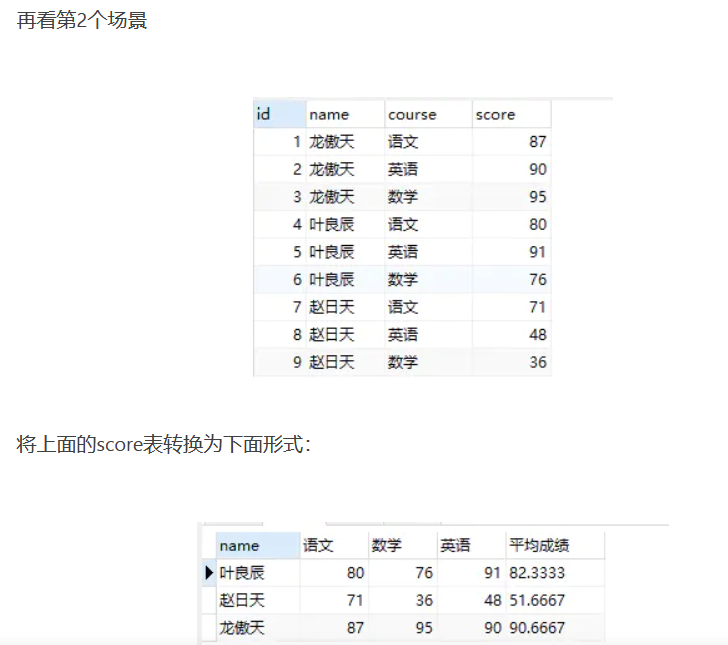 再看第2个场景
id name course score
1 龙傲天 语文 87
2 龙傲天 英语 90
3 龙傲天 数学 95
4 叶良辰 语文 80
5 叶良辰 英语 91
6 叶良辰 数学 76
7 赵日天 语文 71
8 赵日天 英语 48
9 赵日天 数学 36
将上面的score表转换为下面形式：
name 语文 数学 英语 平均成绩
叶良辰 80 76 91 82.3333
赵日天 71 36 48 51.6667
龙傲天 87 95 90 90.6667